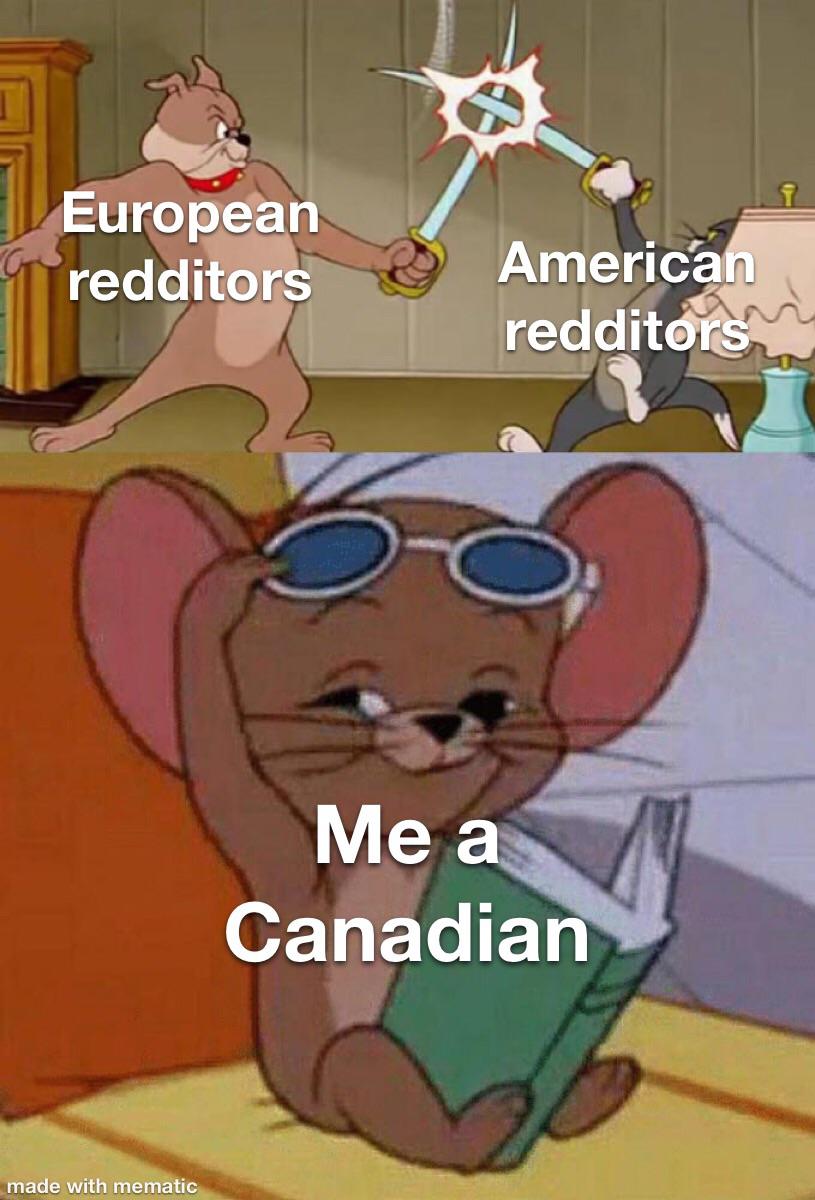 European
redditors
American
redditors
Me a
Canadian
made with mematic